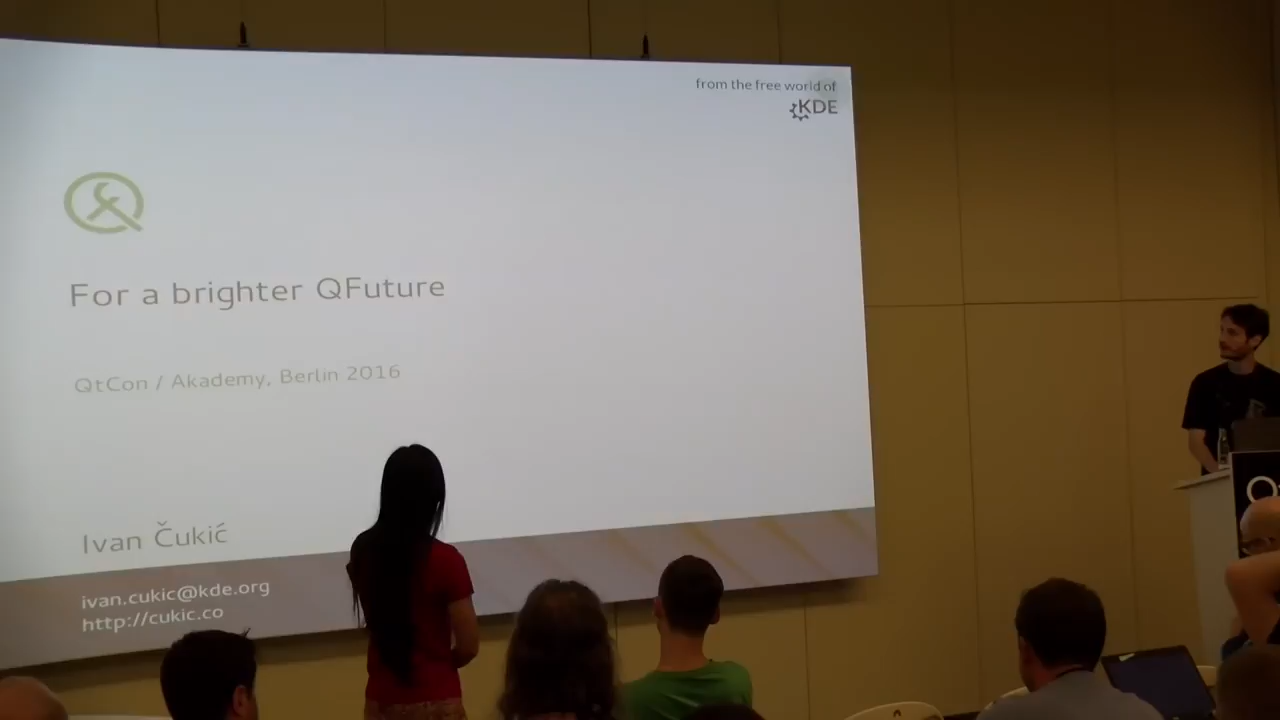 from the free world of
KDE
For a brighter QFuture
QtCon / Akademy, Berlin 2016
Ivan Čukić
ivan.cukic@kde.org
http://cukic.co